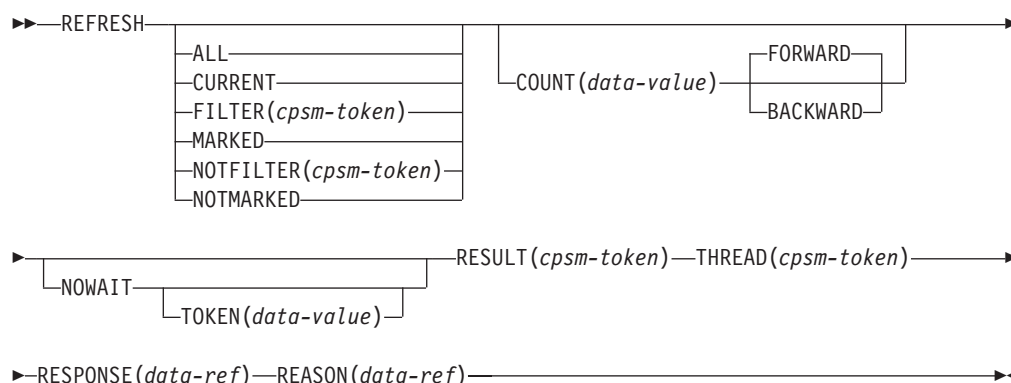 REFRESH
ALL
CURRENT
FILTER(cpsm-token)
MARKED
NOTFILTER(cpsm-token)
NOTMARKED
COUNT(data-value)
FORWARD
BACKWARD
NOWAIT
TOKEN(data-value)
RESULT(cpsm-token) THREAD(cpsm-token)
RESPONSE(data-ref) REASON(data-ref)